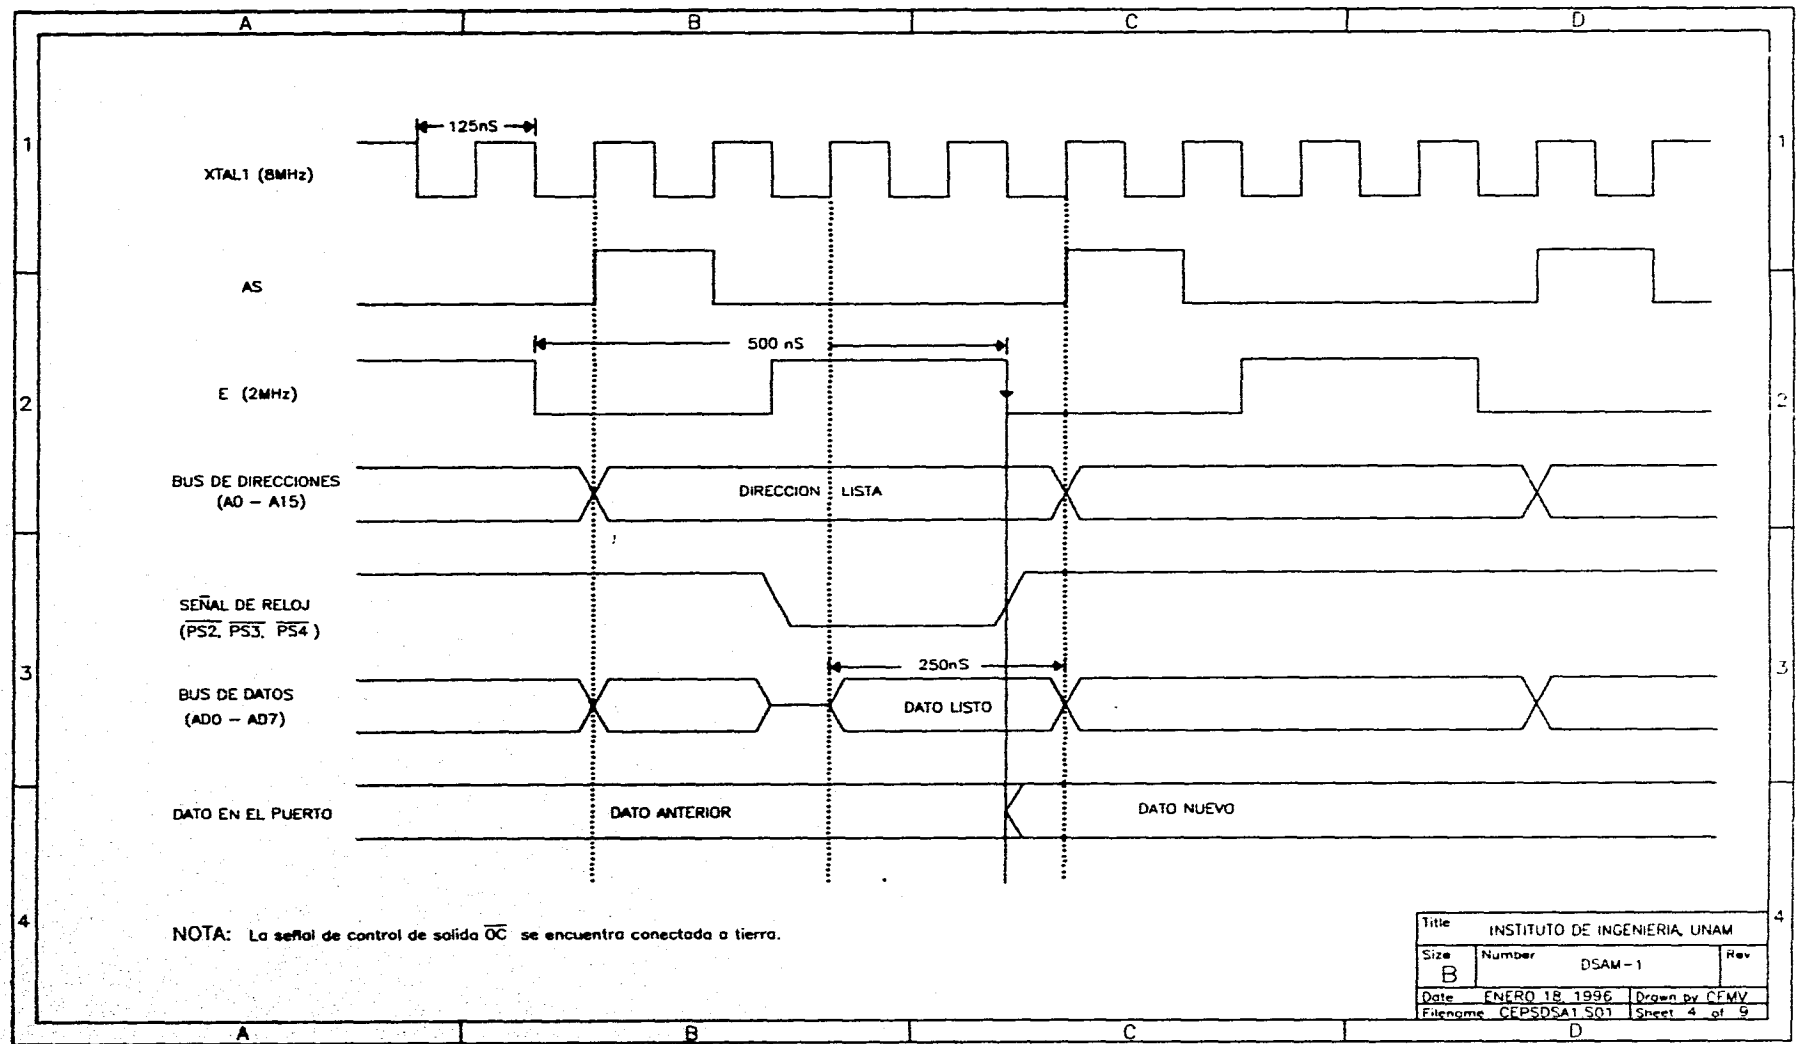 A B C D
1 1
125nS
XTAL1 (8MHz)
AS
500 nS
E (2MHz)
2 2
BUS DE DIRECCIONES
(A0 - A15)
DIRECCION LISTA
SEÑAL DE RELOJ
(PS2, PS3, PS4)
3 3
250nS
BUS DE DATOS
(AD0 - AD7)
DATO LISTO
DATO EN EL PUERTO
DATO ANTERIOR
DATO NUEVO
4 4
NOTA: La señal de control de salida OC se encuentra conectada a tierra.
Title
INSTITUTO DE INGENIERIA, UNAM
Size Number Rev
B DSAM-1
Date ENERO 18, 1996 Drawn by CFMV
Filename CEPSDSA1.S01 Sheet 4 of 9
A B C D